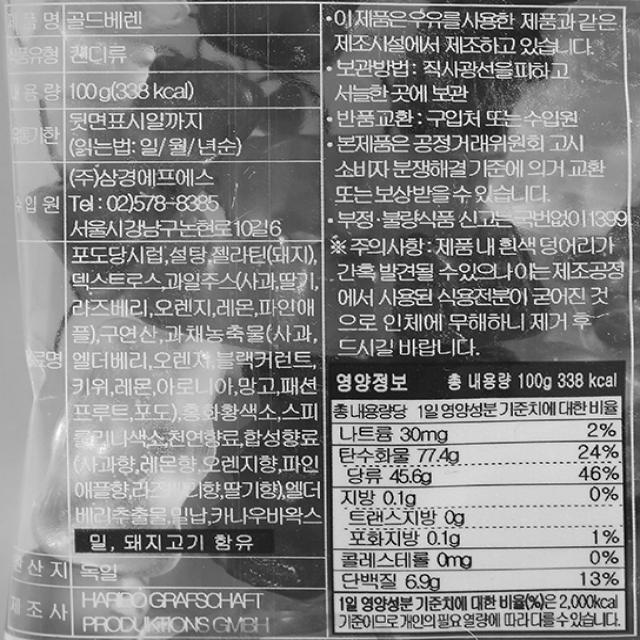 제품명 골드베렌
식품유형 캔디류
내용량 100g(338 kcal)
유통기한 뒷면표시일까지
(읽는법: 일/월/년순)
수입원 (주)삼경에프에스
Tel : 02)578-8385
서울시강남구논현로10길6
원료명 포도당시럽,설탕,젤라틴(돼지),
덱스트로스,과일주스(사과,딸기,
라즈베리,오렌지,레몬,파인애
플),구연산,과채농축물(사과,
엘더베리,오렌지,블랙커런트,
키위,레몬,아로니아,망고,패션
프루트,포도),홍화황색소,스피
룰리나색소,천연향료,합성향료
(사과향,레몬향,오렌지향,파인
애플향,라즈베리향,딸기향),엘더
베리추출물,밀납,카나우바왁스
밀, 돼지고기 함유
원산지 독일
제조사 HARIBO GRAFSCHAFT
PRODUKTIONS GMBH
•이제품은우유를사용한 제품과같은
제조시설에서 제조하고 있습니다.
•보관방법 : 직사광선을피하고
서늘한 곳에 보관
•반품교환 : 구입처 또는수입원
•본제품은 공정거래위원회 고시
소비자 분쟁해결 기준에 의거 교환
또는보상받을수있습니다.
•부정·불량식품 신고는국번없이1399
※주의사항 : 제품 내 흰색 덩어리가
간혹 발견될 수있으나이는 제조공정
에서 사용된 식용전분이 굳어진 것
으로 인체에 무해하니 제거 후
드시길 바랍니다.
영양정보 총 내용량 100g 338 kcal
총내용량당 1일영양성분 기준치에대한비율
나트륨 30mg 2%
탄수화물 77.4g 24%
당류 45.6g 46%
지방 0.1g 0%
트랜스지방 0g
포화지방 0.1g 1%
콜레스테롤 0mg 0%
단백질 6.9g 13%
1일 영양성분 기준치에 대한 비율(%)은 2,000kcal
기준이므로개인의필요열량에 따라다를수있습니다.